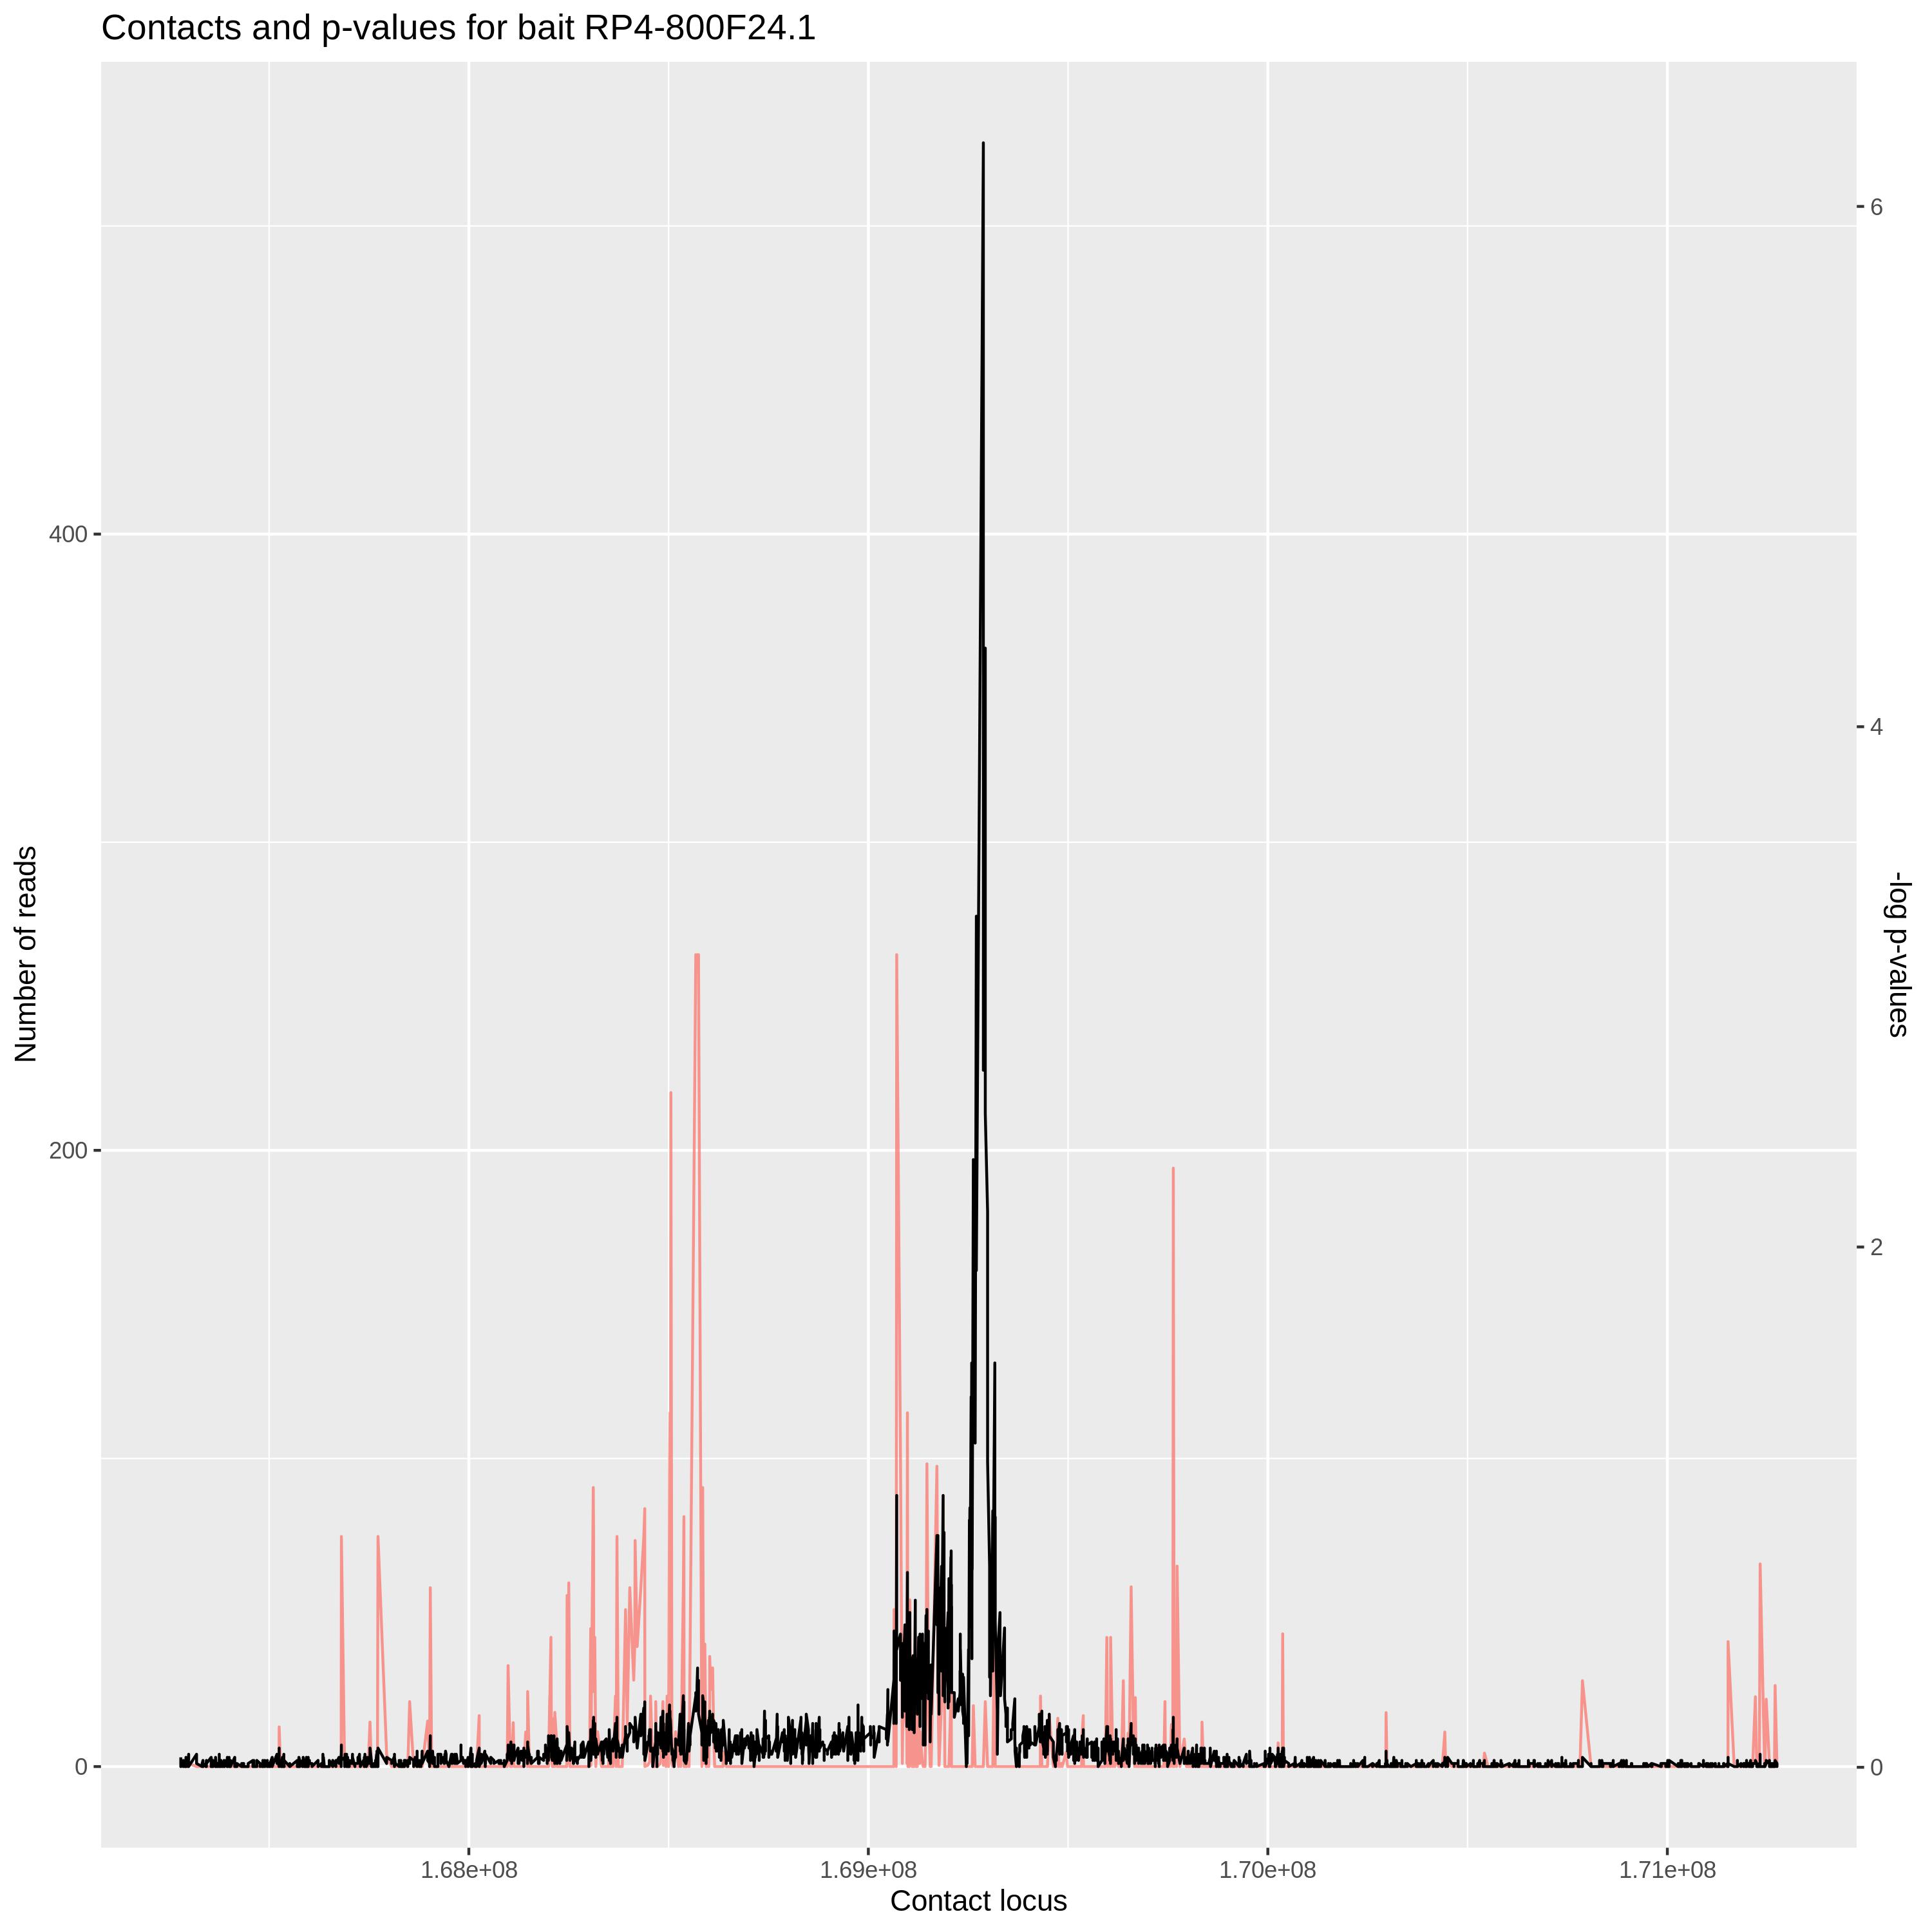 Contacts and p-values for bait RP4-800F24.1
Number of reads
400
200
0
6
4
2
0
-log p-values
1.68e+08
1.69e+08
1.70e+08
1.71e+08
Contact locus